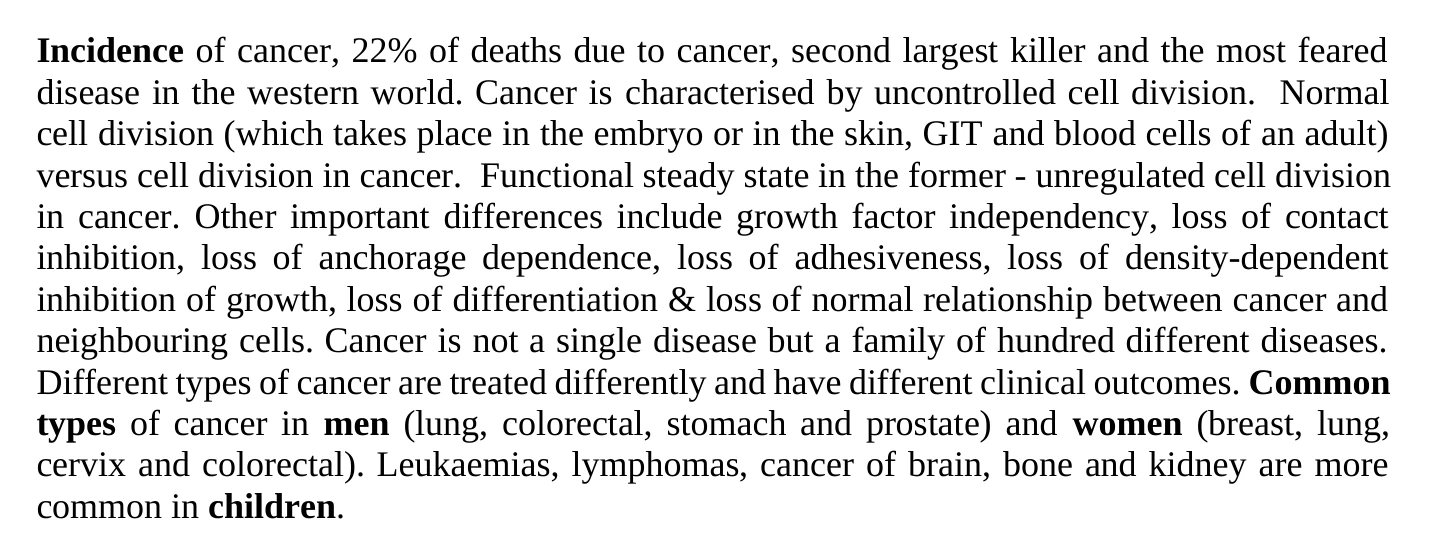 Incidence of cancer, 22% of deaths due to cancer, second largest killer and the most feared
disease in the western world. Cancer is characterised by uncontrolled cell division.  Normal
cell division (which takes place in the embryo or in the skin, GIT and blood cells of an adult)
versus cell division in cancer.  Functional steady state in the former - unregulated cell division
in cancer. Other important differences include growth factor independency, loss of contact
inhibition, loss of anchorage dependence, loss of adhesiveness, loss of density-dependent
inhibition of growth, loss of differentiation & loss of normal relationship between cancer and
neighbouring cells. Cancer is not a single disease but a family of hundred different diseases.
Different types of cancer are treated differently and have different clinical outcomes. Common
types of cancer in men (lung, colorectal, stomach and prostate) and women (breast, lung,
cervix and colorectal). Leukaemias, lymphomas, cancer of brain, bone and kidney are more
common in children.